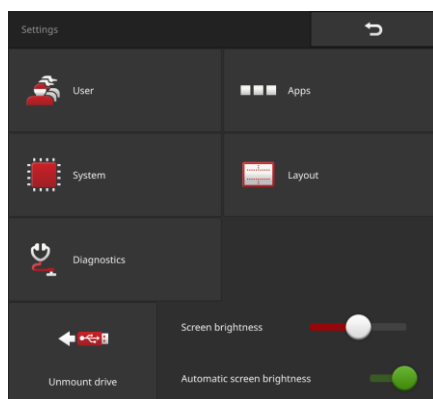 Settings
User
Apps
System
Layout
Diagnostics
Screen brightness
Unmount drive
Automatic screen brightness